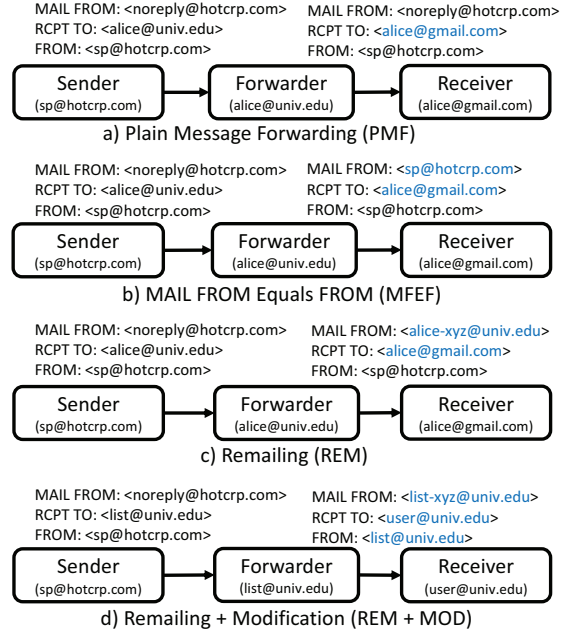 MAIL FROM: <noreply@hotcrp.com>
RCPT TO: <alice@univ.edu>
FROM: <sp@hotcrp.com>
MAIL FROM: <noreply@hotcrp.com>
RCPT TO: <alice@gmail.com>
FROM: <sp@hotcrp.com>
Sender
(sp@hotcrp.com)
Forwarder
(alice@univ.edu)
Receiver
(alice@gmail.com)
a) Plain Message Forwarding (PMF)
MAIL FROM: <noreply@hotcrp.com>
RCPT TO: <alice@univ.edu>
FROM: <sp@hotcrp.com>
MAIL FROM: <sp@hotcrp.com>
RCPT TO: <alice@gmail.com>
FROM: <sp@hotcrp.com>
Sender
(sp@hotcrp.com)
Forwarder
(alice@univ.edu)
Receiver
(alice@gmail.com)
b) MAIL FROM Equals FROM (MFEF)
MAIL FROM: <noreply@hotcrp.com>
RCPT TO: <alice@univ.edu>
FROM: <sp@hotcrp.com>
MAIL FROM: <alice-xyz@univ.edu>
RCPT TO: <alice@gmail.com>
FROM: <sp@hotcrp.com>
Sender
(sp@hotcrp.com)
Forwarder
(alice@univ.edu)
Receiver
(alice@gmail.com)
c) Remailing (REM)
MAIL FROM: <noreply@hotcrp.com>
RCPT TO: <list@univ.edu>
FROM: <sp@hotcrp.com>
MAIL FROM: <list-xyz@univ.edu>
RCPT TO: <user@univ.edu>
FROM: <list@univ.edu>
Sender
(sp@hotcrp.com)
Forwarder
(list@univ.edu)
Receiver
(user@univ.edu)
d) Remailing + Modification (REM + MOD)